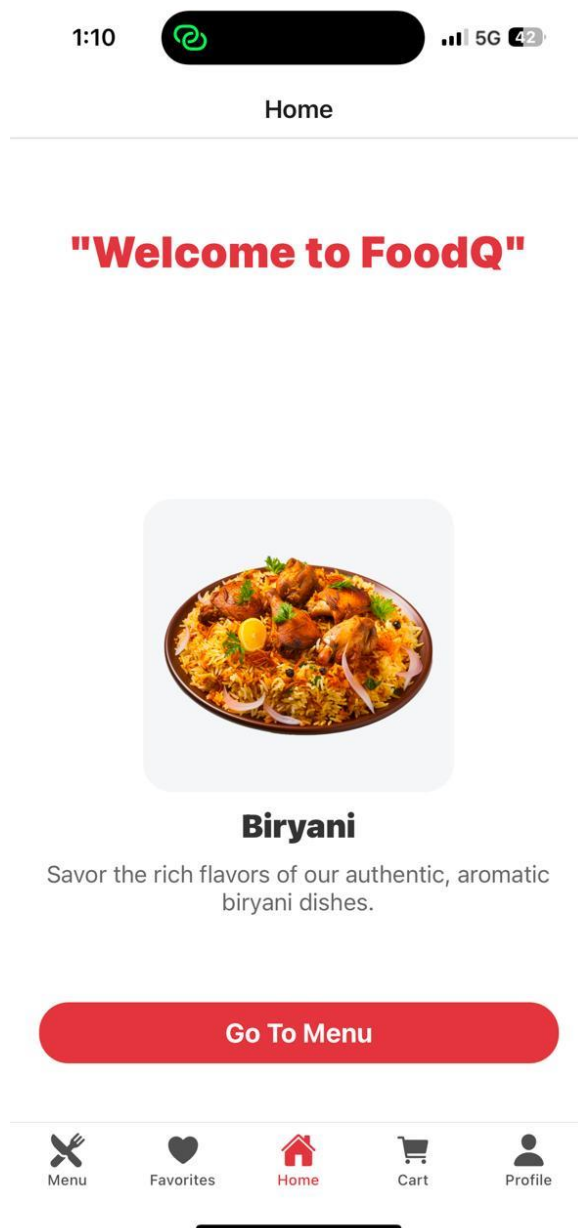 1:10
5G 42
Home
"Welcome to FoodQ"
Biryani
Savor the rich flavors of our authentic, aromatic
biryani dishes.
Go To Menu
Menu Favorites Home Cart Profile